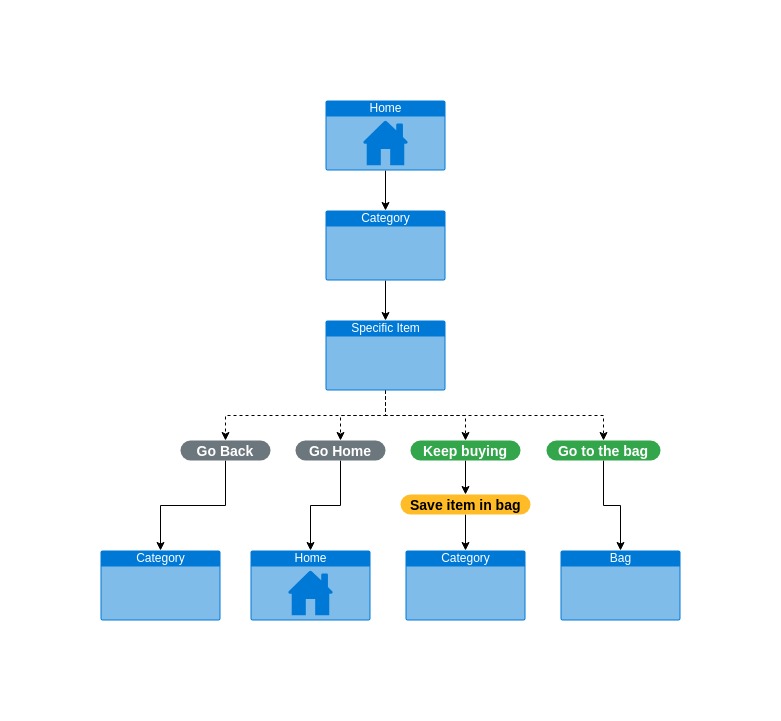 Home
Category
Specific Item
Go Back
Go Home
Keep buying
Go to the bag
Save item in bag
Category
Home
Category
Bag